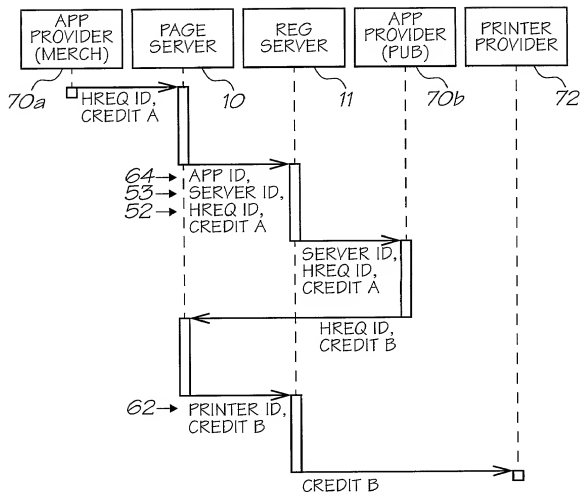 APP
PROVIDER
(MERCH)
PAGE
SERVER
REG
SERVER
APP
PROVIDER
(PUB)
PRINTER
PROVIDER
70a
10
11
70b
72
HREQ ID,
CREDIT A
64
APP ID,
53
SERVER ID,
52
HREQ ID,
CREDIT A
SERVER ID,
HREQ ID,
CREDIT A
HREQ ID,
CREDIT B
62
PRINTER ID,
CREDIT B
CREDIT B